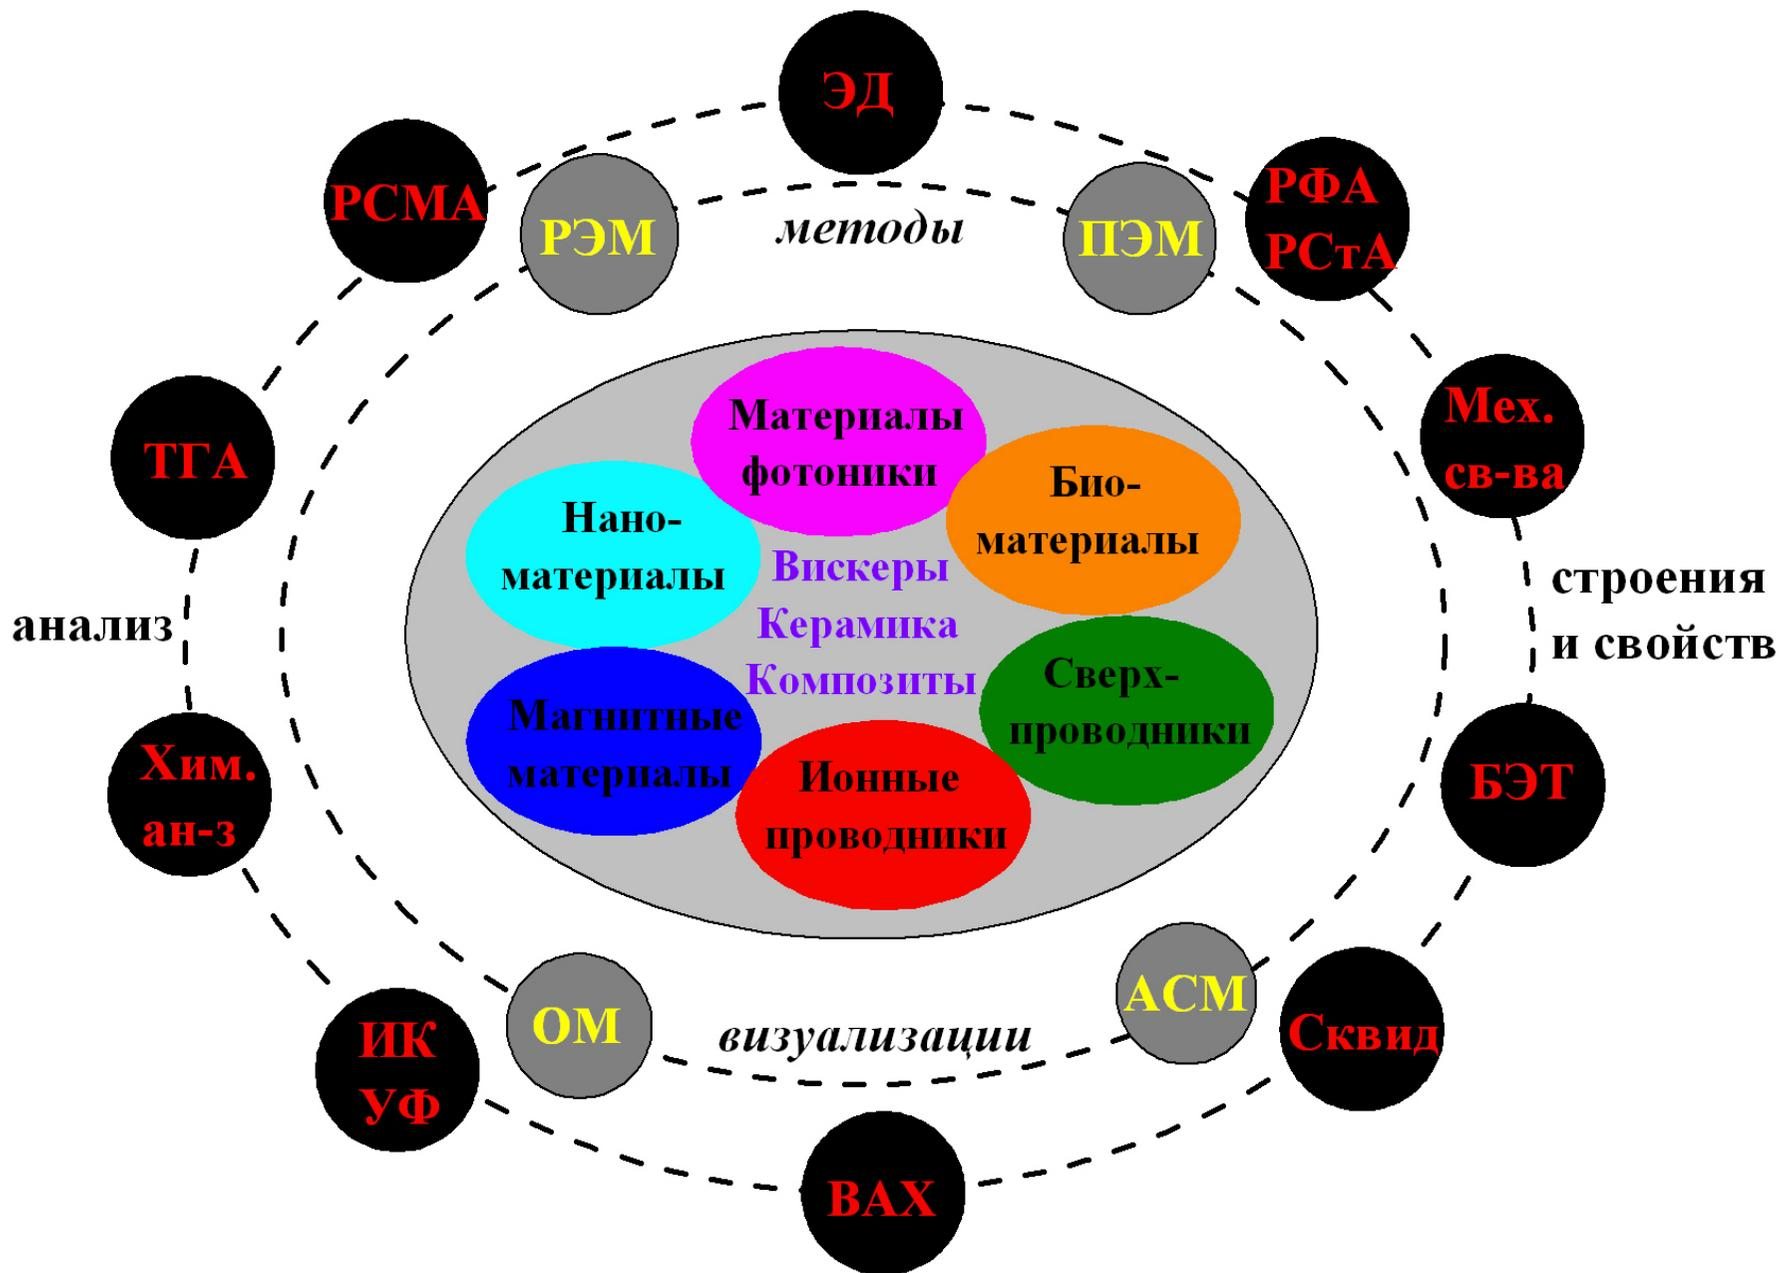 ЭД
РСМА
РЭМ
методы
ПЭМ
РФА
РСтА
Мех.
св-ва
ТГА
Материалы
фотоники
Био-
материалы
Нано-
материалы
Вискеры
Керамика
Композиты
анализ
строения
и свойств
Сверх-
проводники
Магнитные
материалы
Ионные
проводники
Хим.
ан-з
БЭТ
ОМ
АСМ
визуализации
ИК
УФ
Сквид
ВАХ